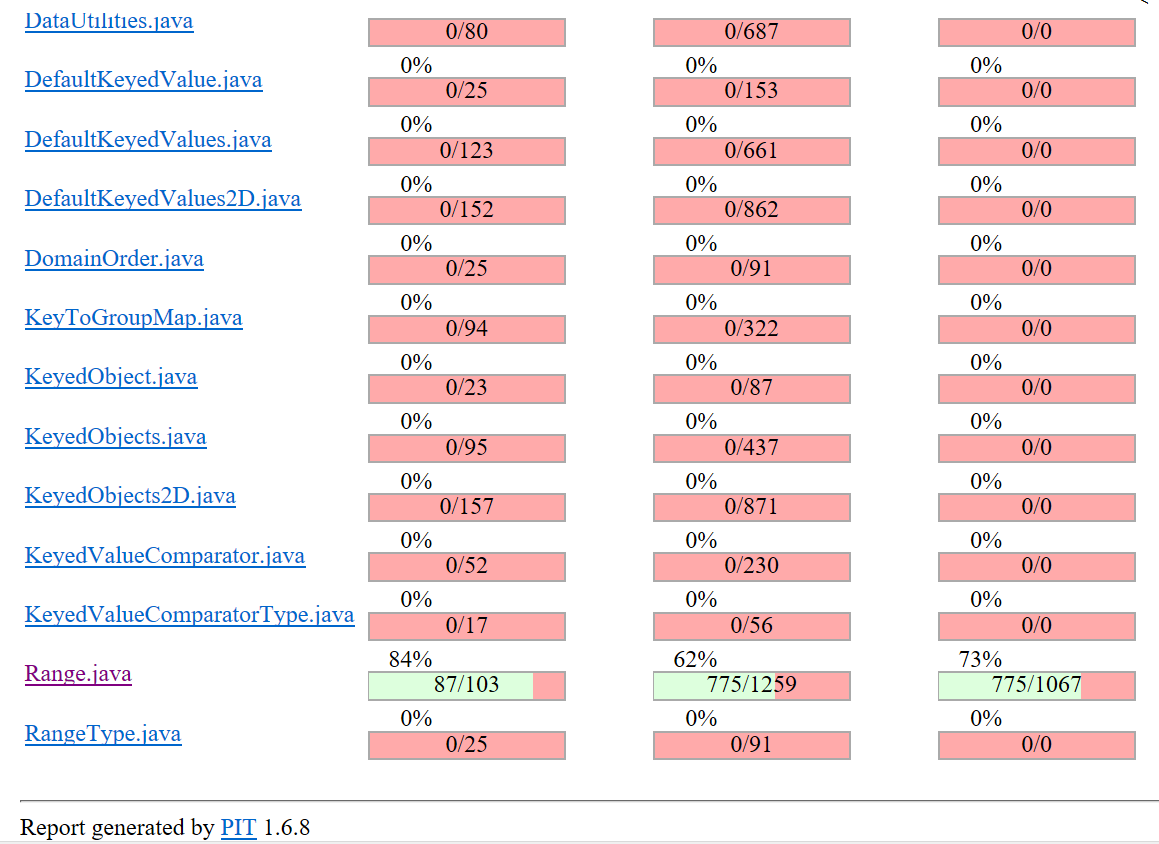 DataUtilities.java 0/80 0/687 0/0
0% 0% 0%
DefaultKeyedValue.java 0/25 0/153 0/0
0% 0% 0%
DefaultKeyedValues.java 0/123 0/661 0/0
0% 0% 0%
DefaultKeyedValues2D.java 0/152 0/862 0/0
0% 0% 0%
DomainOrder.java 0/25 0/91 0/0
0% 0% 0%
KeyToGroupMap.java 0/94 0/322 0/0
0% 0% 0%
KeyedObject.java 0/23 0/87 0/0
0% 0% 0%
KeyedObjects.java 0/95 0/437 0/0
0% 0% 0%
KeyedObjects2D.java 0/157 0/871 0/0
0% 0% 0%
KeyedValueComparator.java 0/52 0/230 0/0
0% 0% 0%
KeyedValueComparatorType.java 0/17 0/56 0/0
84% 62% 73%
Range.java 87/103 775/1259 775/1067
0% 0% 0%
RangeType.java 0/25 0/91 0/0
Report generated by PIT 1.6.8